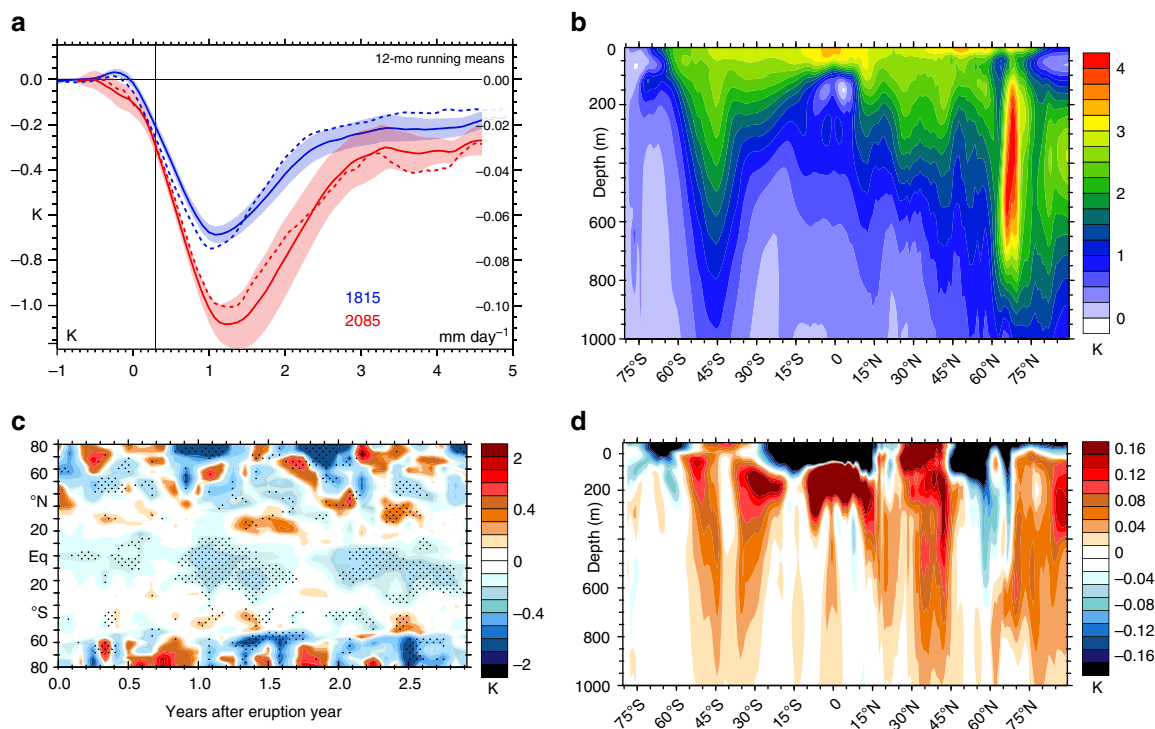 a
12-mo running means
0.0
−0.2
−0.4
K
−0.6
−0.8
−1.0
0.00
−0.02
−0.04
−0.06
−0.08
−0.10
1815
2085
K
mm day⁻¹
−1
0
1
2
3
4
5
b
0
200
400
600
800
1000
Depth (m)
75°S
60°S
45°S
30°S
15°S
0
15°N
30°N
45°N
60°N
75°N
4
3
2
1
0
K
c
80
60
°N
20
Eq
20
°S
60
80
0.0
0.5
1.0
1.5
2.0
2.5
Years after eruption year
2
0.4
0
−0.4
−2
K
d
0
200
400
600
800
1000
Depth (m)
75°S
60°S
45°S
30°S
15°S
0
15°N
30°N
45°N
60°N
75°N
0.16
0.12
0.08
0.04
0
−0.04
−0.08
−0.12
−0.16
K